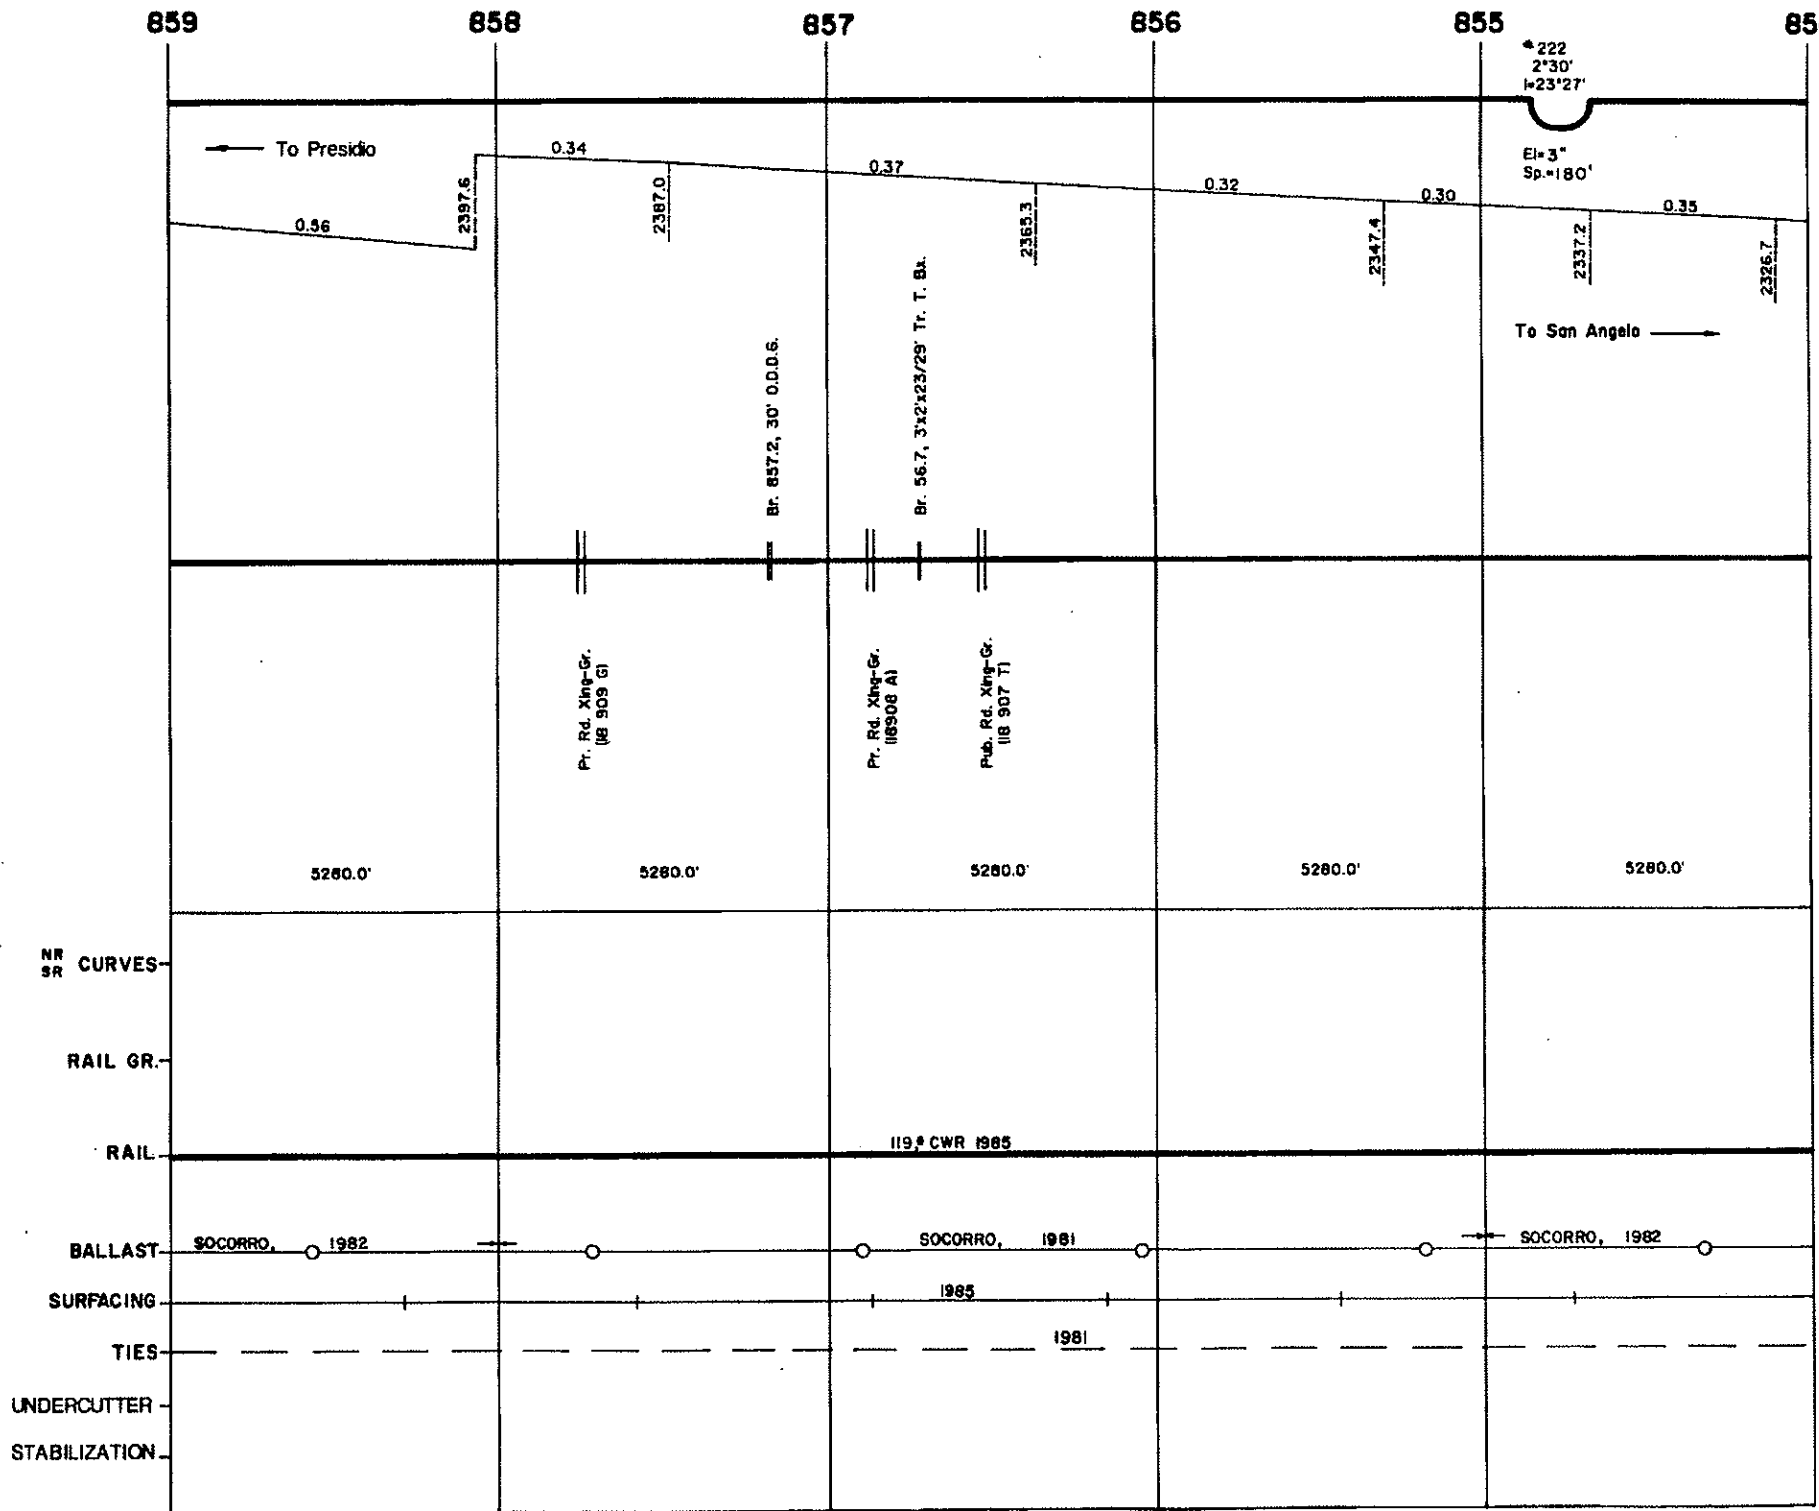 859 858 857 856 855 85
# 222
2°30'
I=23°27'
To Presidio
0.34
0.37
El=3"
Sp.=180'
0.32
0.30
0.35
0.56
2397.6
2387.0
2365.3
2347.4
2337.2
2326.7
To San Angelo
Br. 857.2, 30' O.D.D.G.
Br. 56.7, 3'x2'x23/29' Tr. T. Bx.
Pr. Rd. Xing-Gr.
(18 909 G)
Pr. Rd. Xing-Gr.
(18908 A)
Pub. Rd. Xing-Gr.
(18 907 T)
5280.0' 5280.0' 5280.0' 5280.0' 5280.0'
NR
SR CURVES
RAIL GR.
RAIL 119,# CWR 1985
BALLAST SOCORRO, 1982 SOCORRO, 1981 SOCORRO, 1982
SURFACING 1985
TIES 1981
UNDERCUTTER
STABILIZATION